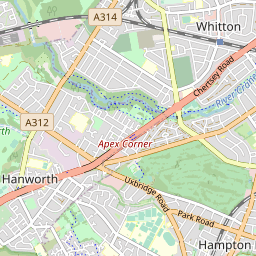 A314
Whitton
Chertsey Road
River Crane
A312
Apex Corner
Hanworth
Uxbridge Road
Park Road
Hampton